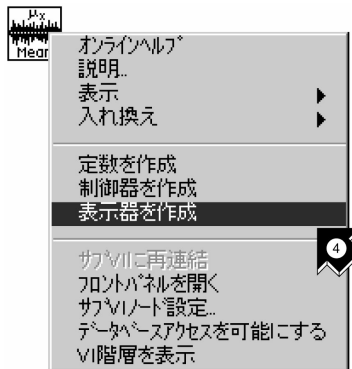 μx
Mean
オンラインヘルプ
説明...
表示
入れ換え
定数を作成
制御器を作成
表示器を作成
4
サブVIに再連結
フロントパネルを開く
サブVIノード設定...
データベースアクセスを可能にする
VI階層を表示